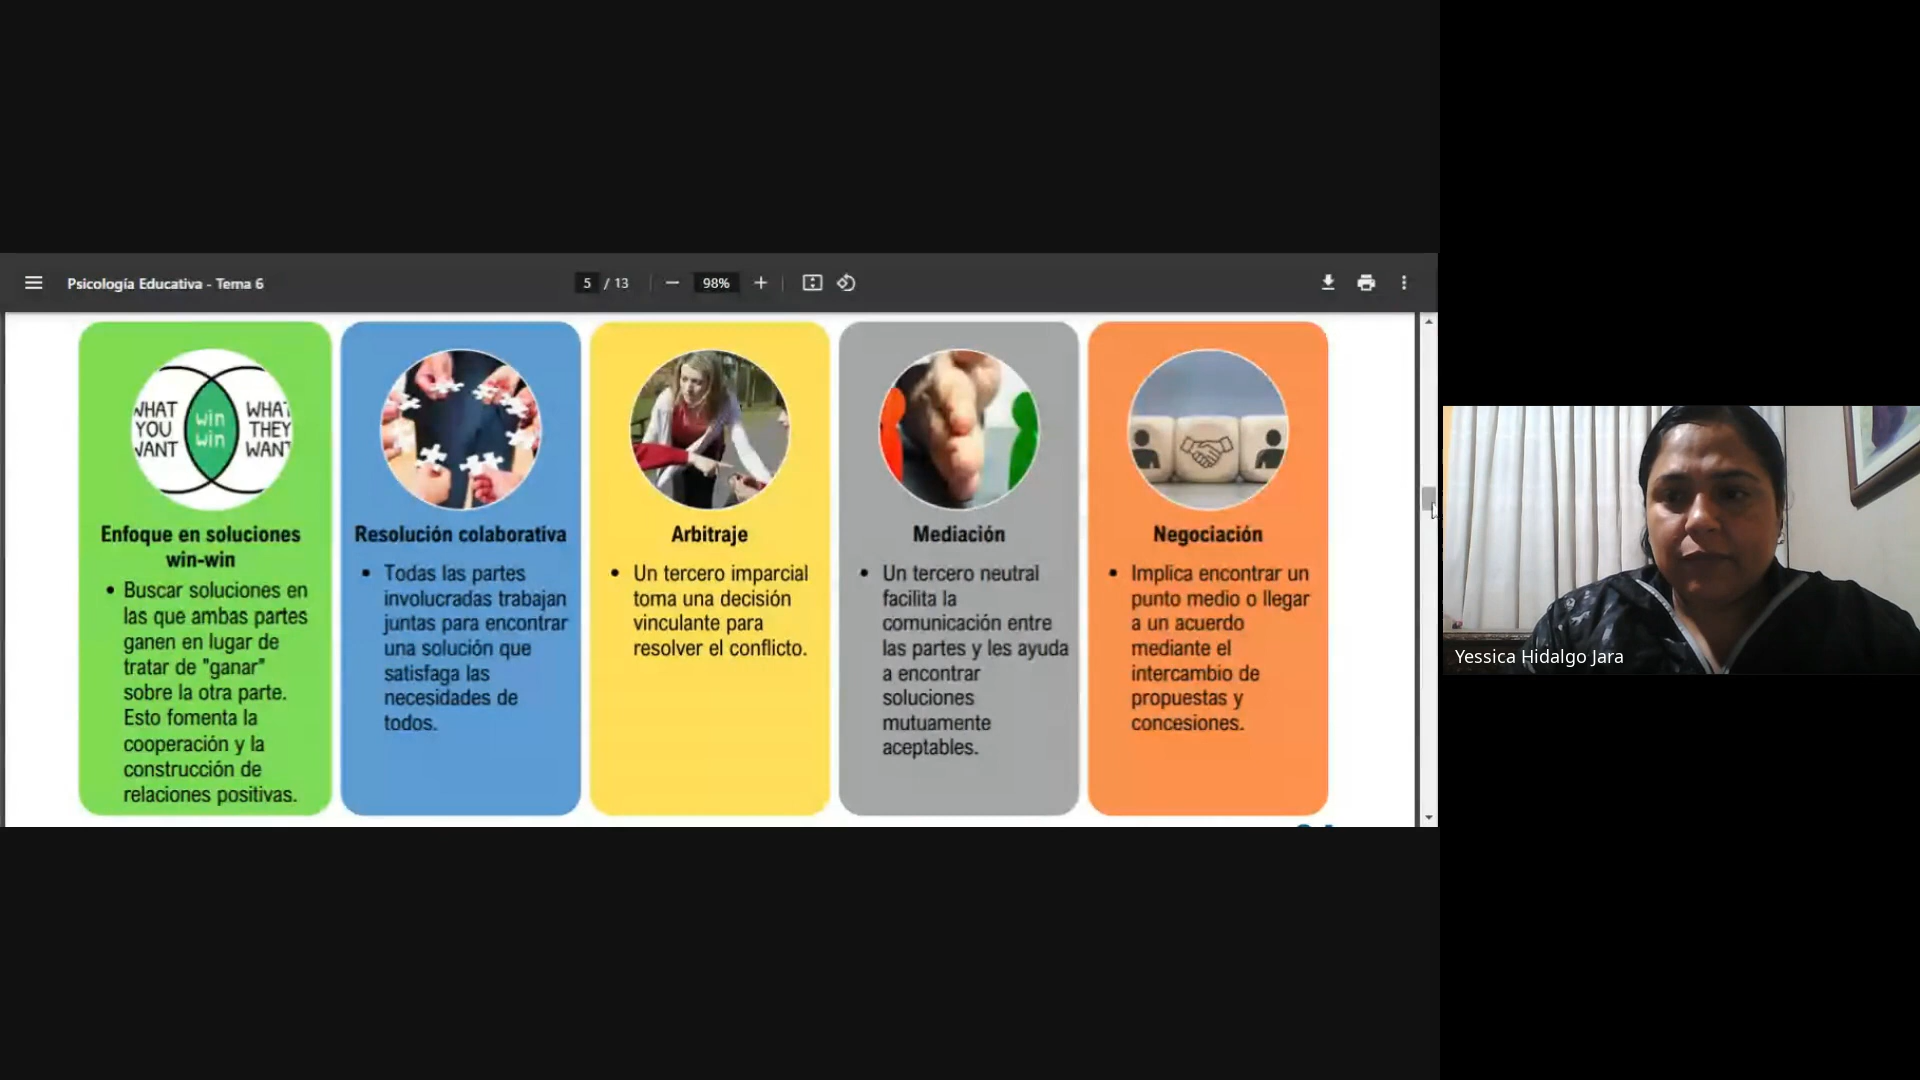 Psicología Educativa - Tema 6
5 / 13
98%
WHAT
YOU
WANT
win
win
WHAT
THEY
WANT
Enfoque en soluciones
win-win
• Buscar soluciones en
las que ambas partes
ganen en lugar de
tratar de "ganar"
sobre la otra parte.
Esto fomenta la
cooperación y la
construcción de
relaciones positivas.
Resolución colaborativa
• Todas las partes
involucradas trabajan
juntas para encontrar
una solución que
satisfaga las
necesidades de
todos.
Arbitraje
• Un tercero imparcial
toma una decisión
vinculante para
resolver el conflicto.
Mediación
• Un tercero neutral
facilita la
comunicación entre
las partes y les ayuda
a encontrar
soluciones
mutuamente
aceptables.
Negociación
• Implica encontrar un
punto medio o llegar
a un acuerdo
mediante el
intercambio de
propuestas y
concesiones.
Yessica Hidalgo Jara